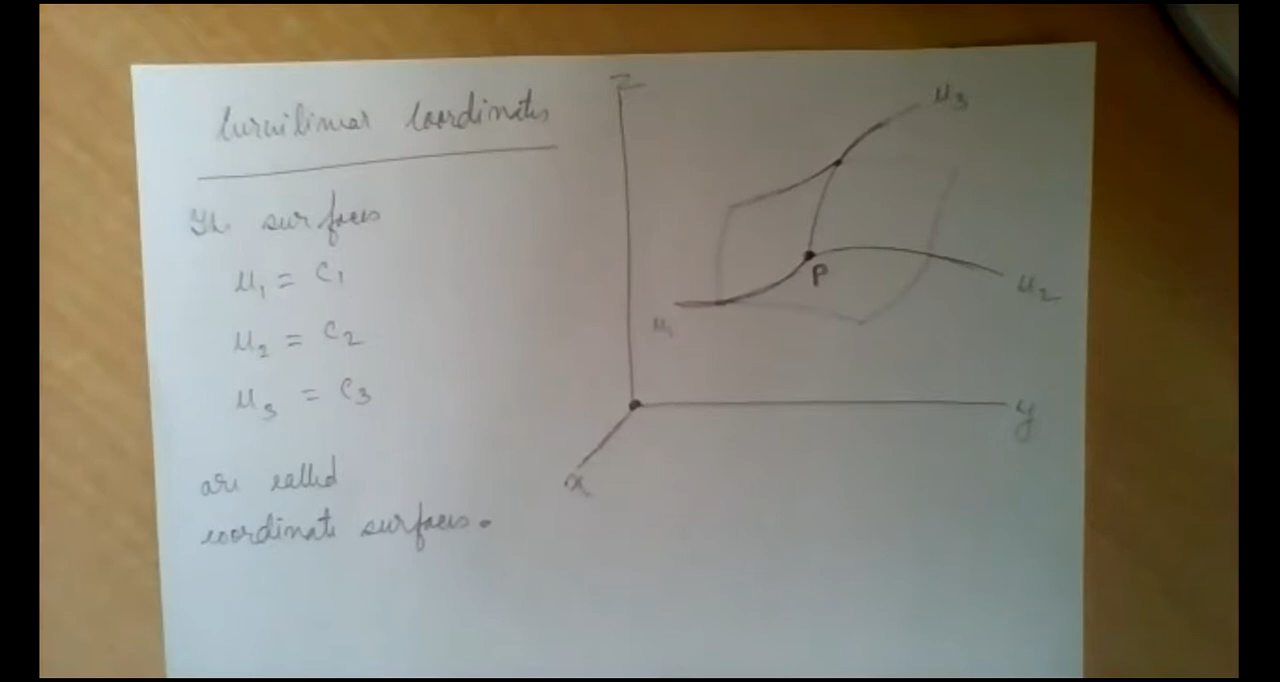 Curvilinear Coordinates
The surfaces
u₁ = c₁
u₂ = c₂
u₃ = c₃
are called
coordinate surfaces.
z
u₃
P
u₂
u₁
y
x